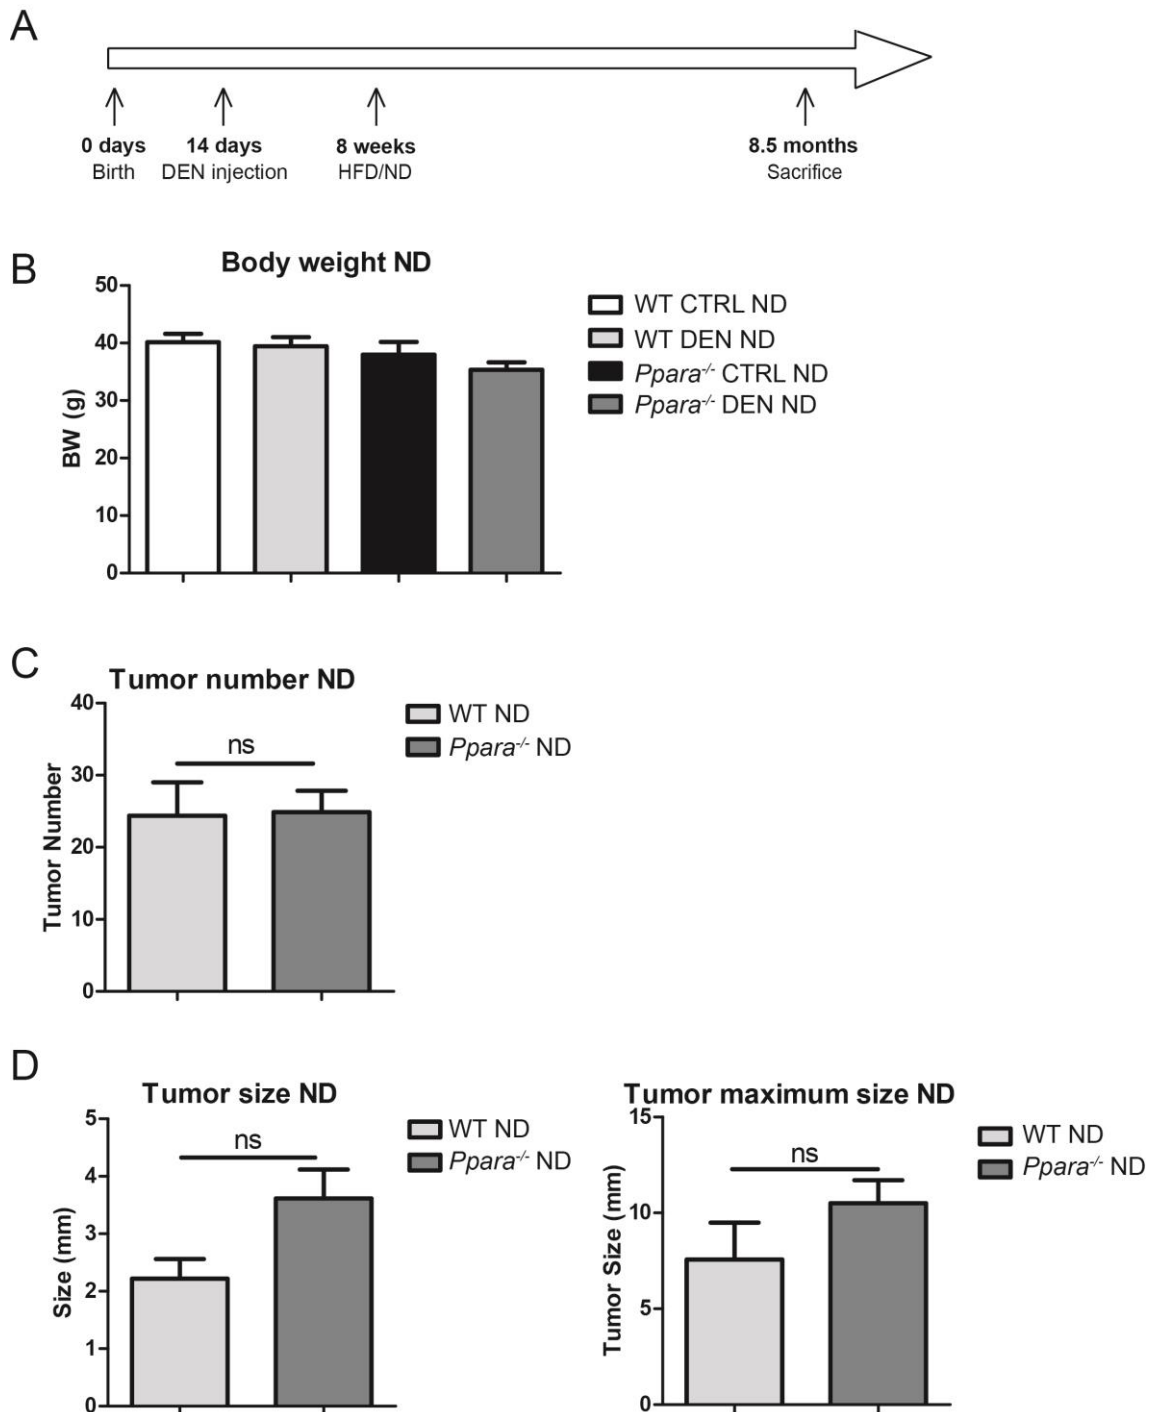 A
0 days
Birth
14 days
DEN injection
8 weeks
HFD/ND
8.5 months
Sacrifice
B
Body weight ND
50
40
30
20
10
0
BW (g)
WT CTRL ND
WT DEN ND
Ppara-/- CTRL ND
Ppara-/- DEN ND
C
Tumor number ND
40
30
20
10
0
Tumor Number
ns
WT ND
Ppara-/- ND
D
Tumor size ND
5
4
3
2
1
0
Size (mm)
ns
WT ND
Ppara-/- ND
Tumor maximum size ND
15
10
5
0
Tumor Size (mm)
ns
WT ND
Ppara-/- ND